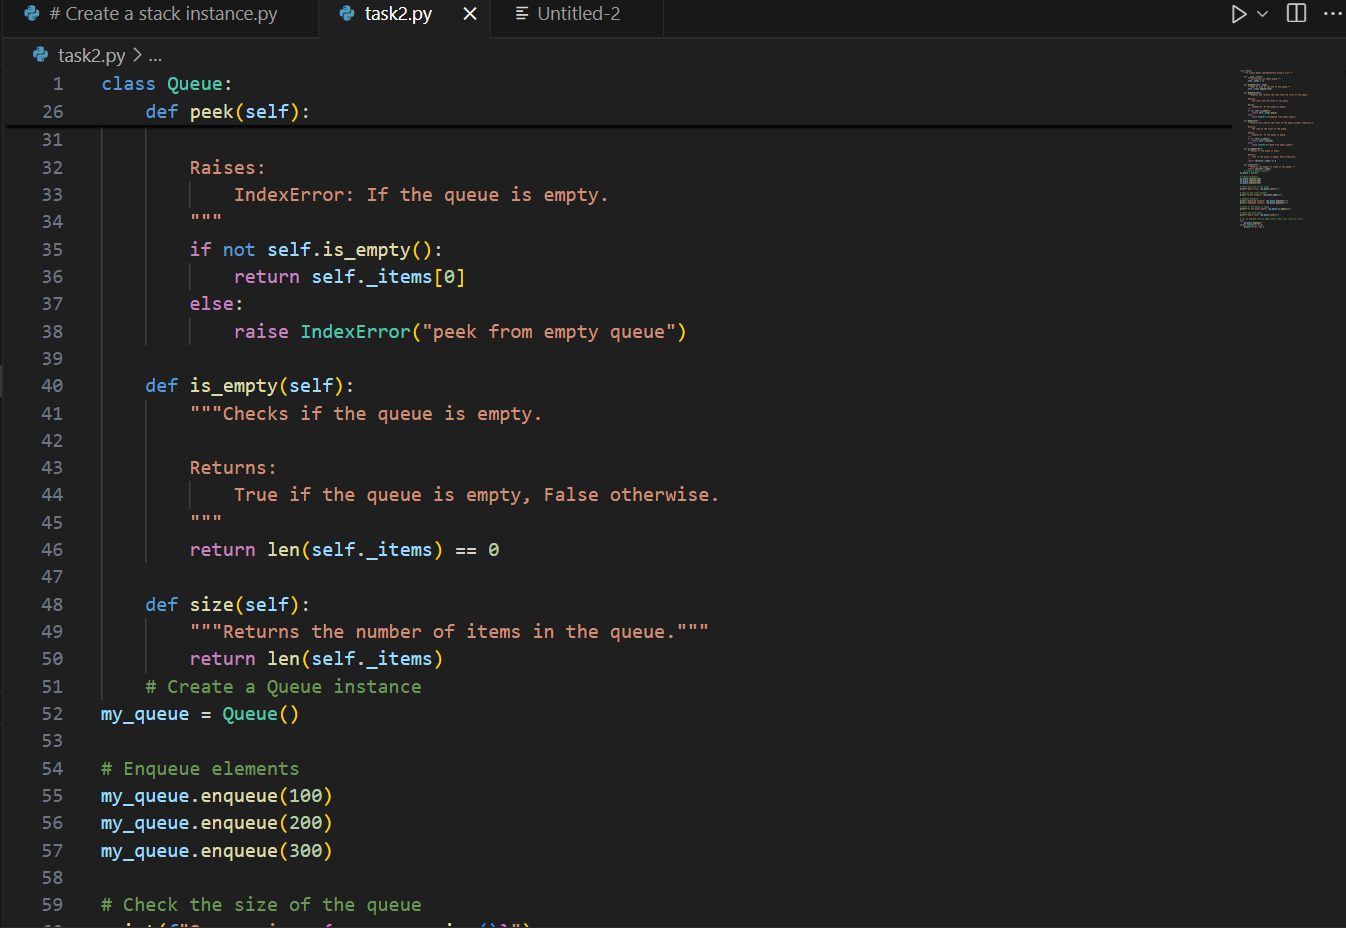 # Create a stack instance.py
task2.py
Untitled-2
task2.py > ...
1 class Queue:
26     def peek(self):
31
32         Raises:
33             IndexError: If the queue is empty.
34         """
35         if not self.is_empty():
36             return self._items[0]
37         else:
38             raise IndexError("peek from empty queue")
39
40     def is_empty(self):
41         """Checks if the queue is empty.
42
43         Returns:
44             True if the queue is empty, False otherwise.
45         """
46         return len(self._items) == 0
47
48     def size(self):
49         """Returns the number of items in the queue."""
50         return len(self._items)
51     # Create a Queue instance
52 my_queue = Queue()
53
54 # Enqueue elements
55 my_queue.enqueue(100)
56 my_queue.enqueue(200)
57 my_queue.enqueue(300)
58
59 # Check the size of the queue